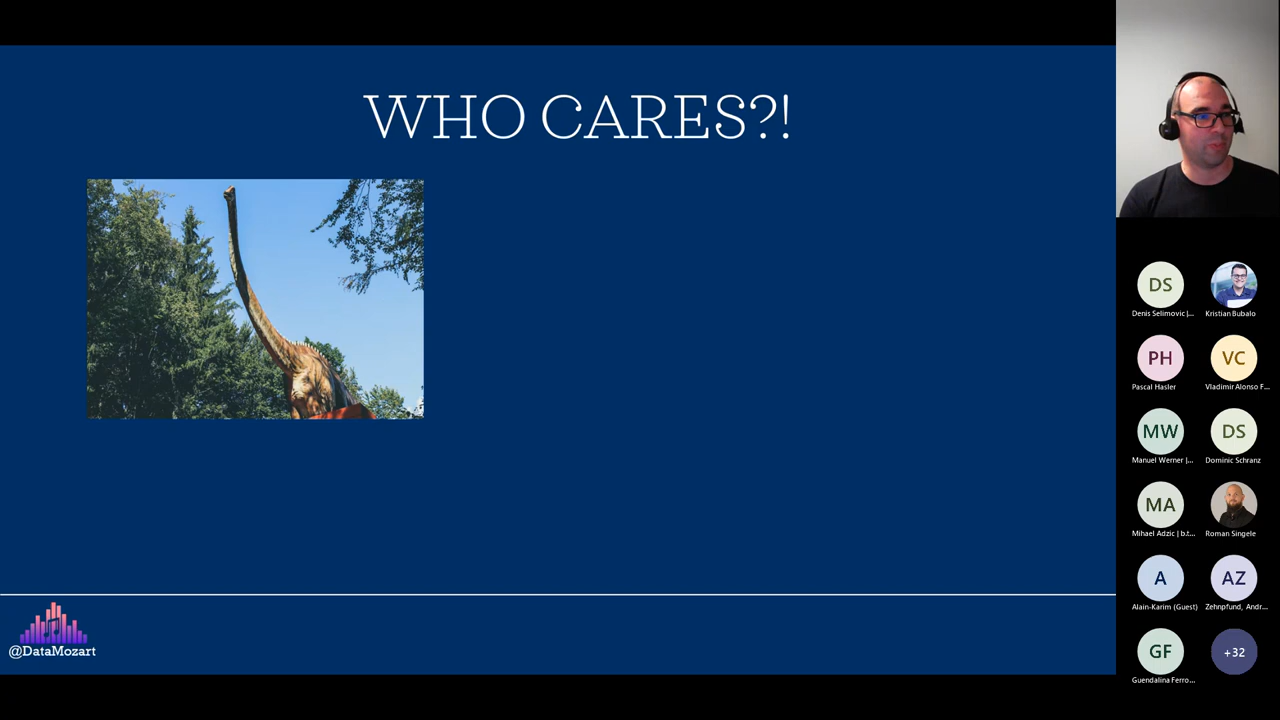 WHO CARES?!
@DataMozart
DS
Denis Selimovic |...
Kristian Bubalo
PH
Pascal Hasler
VC
Vladimir Alonso F...
MW
Manuel Werner |...
DS
Dominic Schranz
MA
Mihael Adzic | b.t...
Roman Singele
A
Alain-Karim (Guest)
AZ
Zehnpfund, Andr...
GF
Guendalina Ferro...
+32